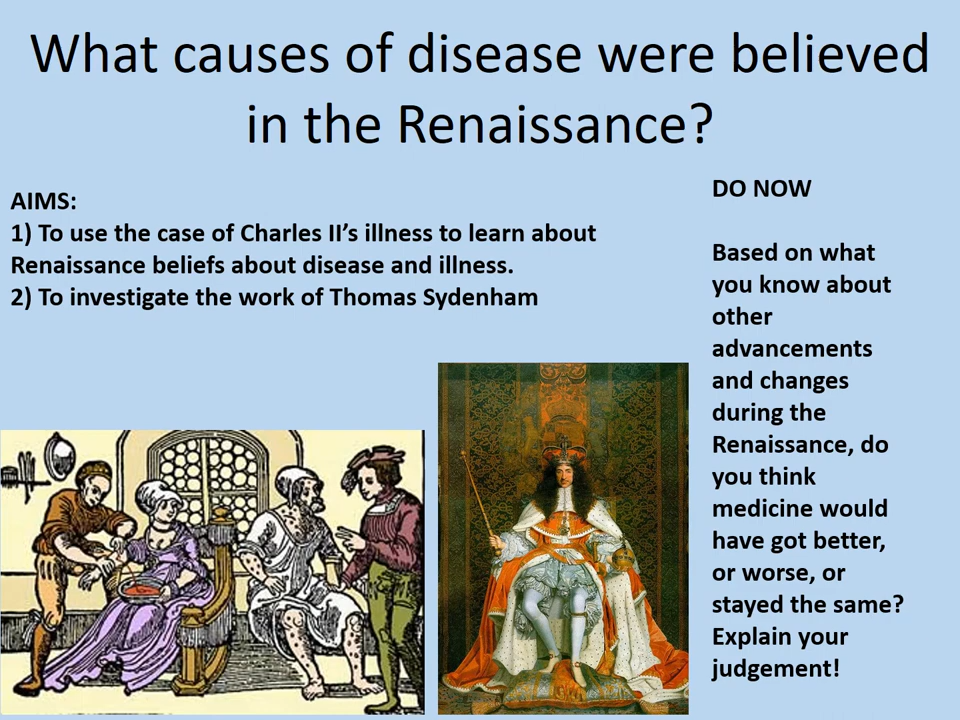 What causes of disease were believed
in the Renaissance?
AIMS:
1) To use the case of Charles II’s illness to learn about
Renaissance beliefs about disease and illness.
2) To investigate the work of Thomas Sydenham
DO NOW
Based on what
you know about
other
advancements
and changes
during the
Renaissance, do
you think
medicine would
have got better,
or worse, or
stayed the same?
Explain your
judgement!